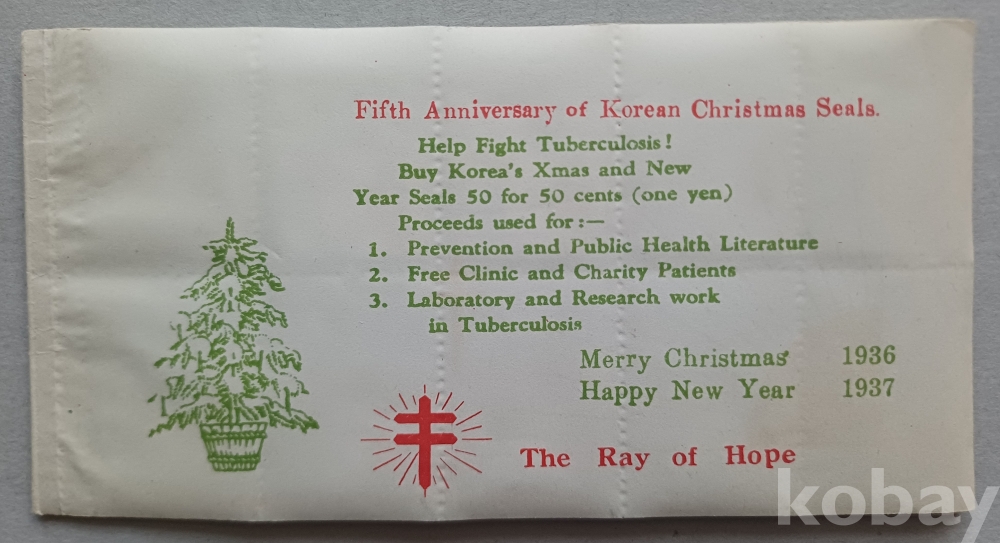 Fifth Anniversary of Korean Christmas Seals.
Help Fight Tuberculosis!
Buy Korea's Xmas and New
Year Seals 50 for 50 cents (one yen)
Proceeds used for:—
1. Prevention and Public Health Literature
2. Free Clinic and Charity Patients
3. Laboratory and Research work
in Tuberculosis
Merry Christmas 1936
Happy New Year 1937
The Ray of Hope
kobay